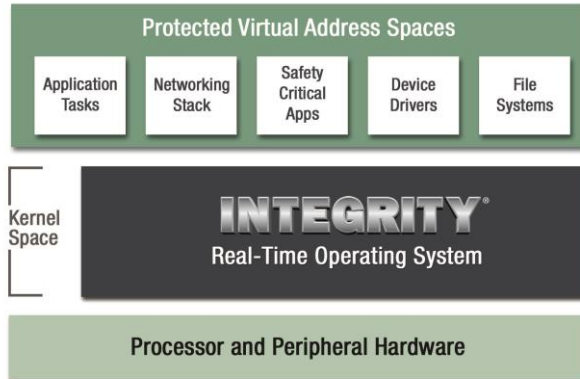 Protected Virtual Address Spaces
Application
Tasks
Networking
Stack
Safety
Critical
Apps
Device
Drivers
File
Systems
Kernel
Space
INTEGRITY®
Real-Time Operating System
Processor and Peripheral Hardware